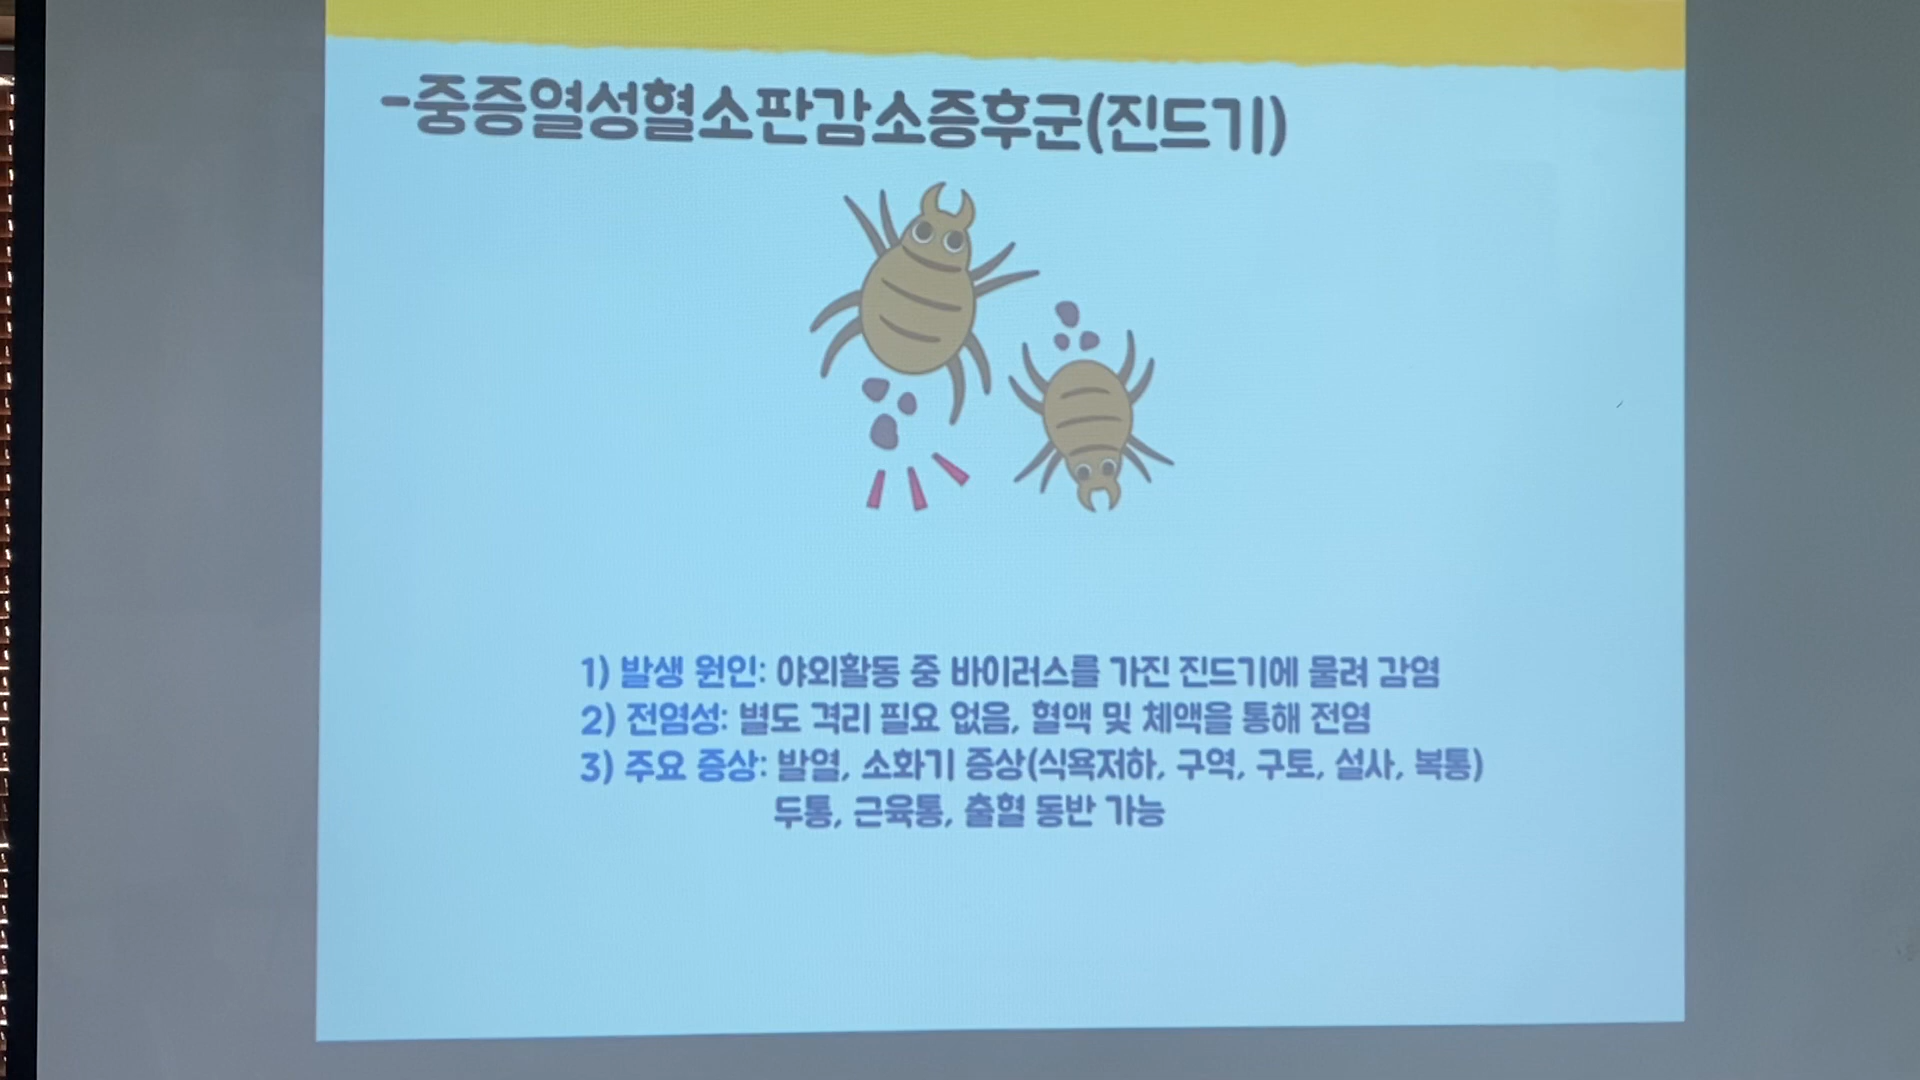 -중증열성혈소판감소증후군(진드기)
1) 발생 원인: 야외활동 중 바이러스를 가진 진드기에 물려 감염
2) 전염성: 별도 격리 필요 없음, 혈액 및 체액을 통해 전염
3) 주요 증상: 발열, 소화기 증상(식욕저하, 구역, 구토, 설사, 복통)
두통, 근육통, 출혈 동반 가능